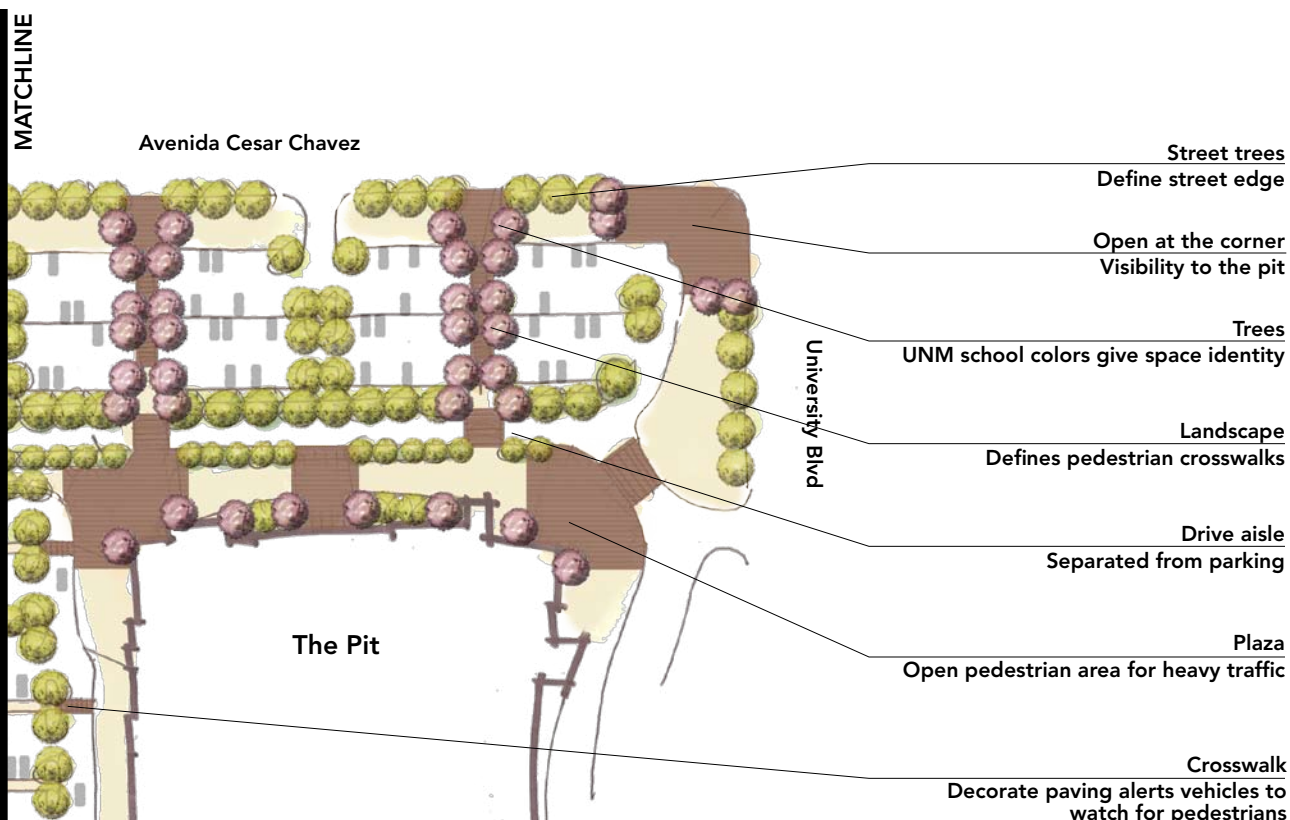 MATCHLINE
Avenida Cesar Chavez
Street trees
Define street edge
Open at the corner
Visibility to the pit
Trees
UNM school colors give space identity
University Blvd
Landscape
Defines pedestrian crosswalks
Drive aisle
Separated from parking
The Pit
Plaza
Open pedestrian area for heavy traffic
Crosswalk
Decorate paving alerts vehicles to
watch for pedestrians